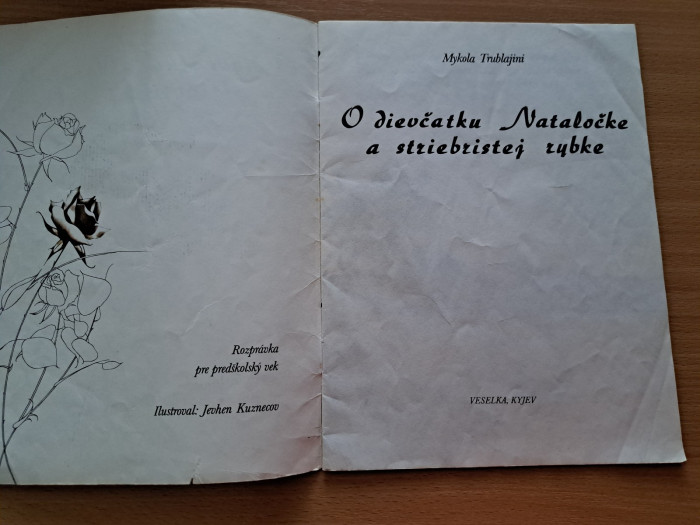 Rozprávka
pre predškolský vek
Ilustroval: Jevhen Kuznecov
Mykola Trublajini
O dievčatku Nataločke
a striebristej rybke
VESELKA, KYJEV